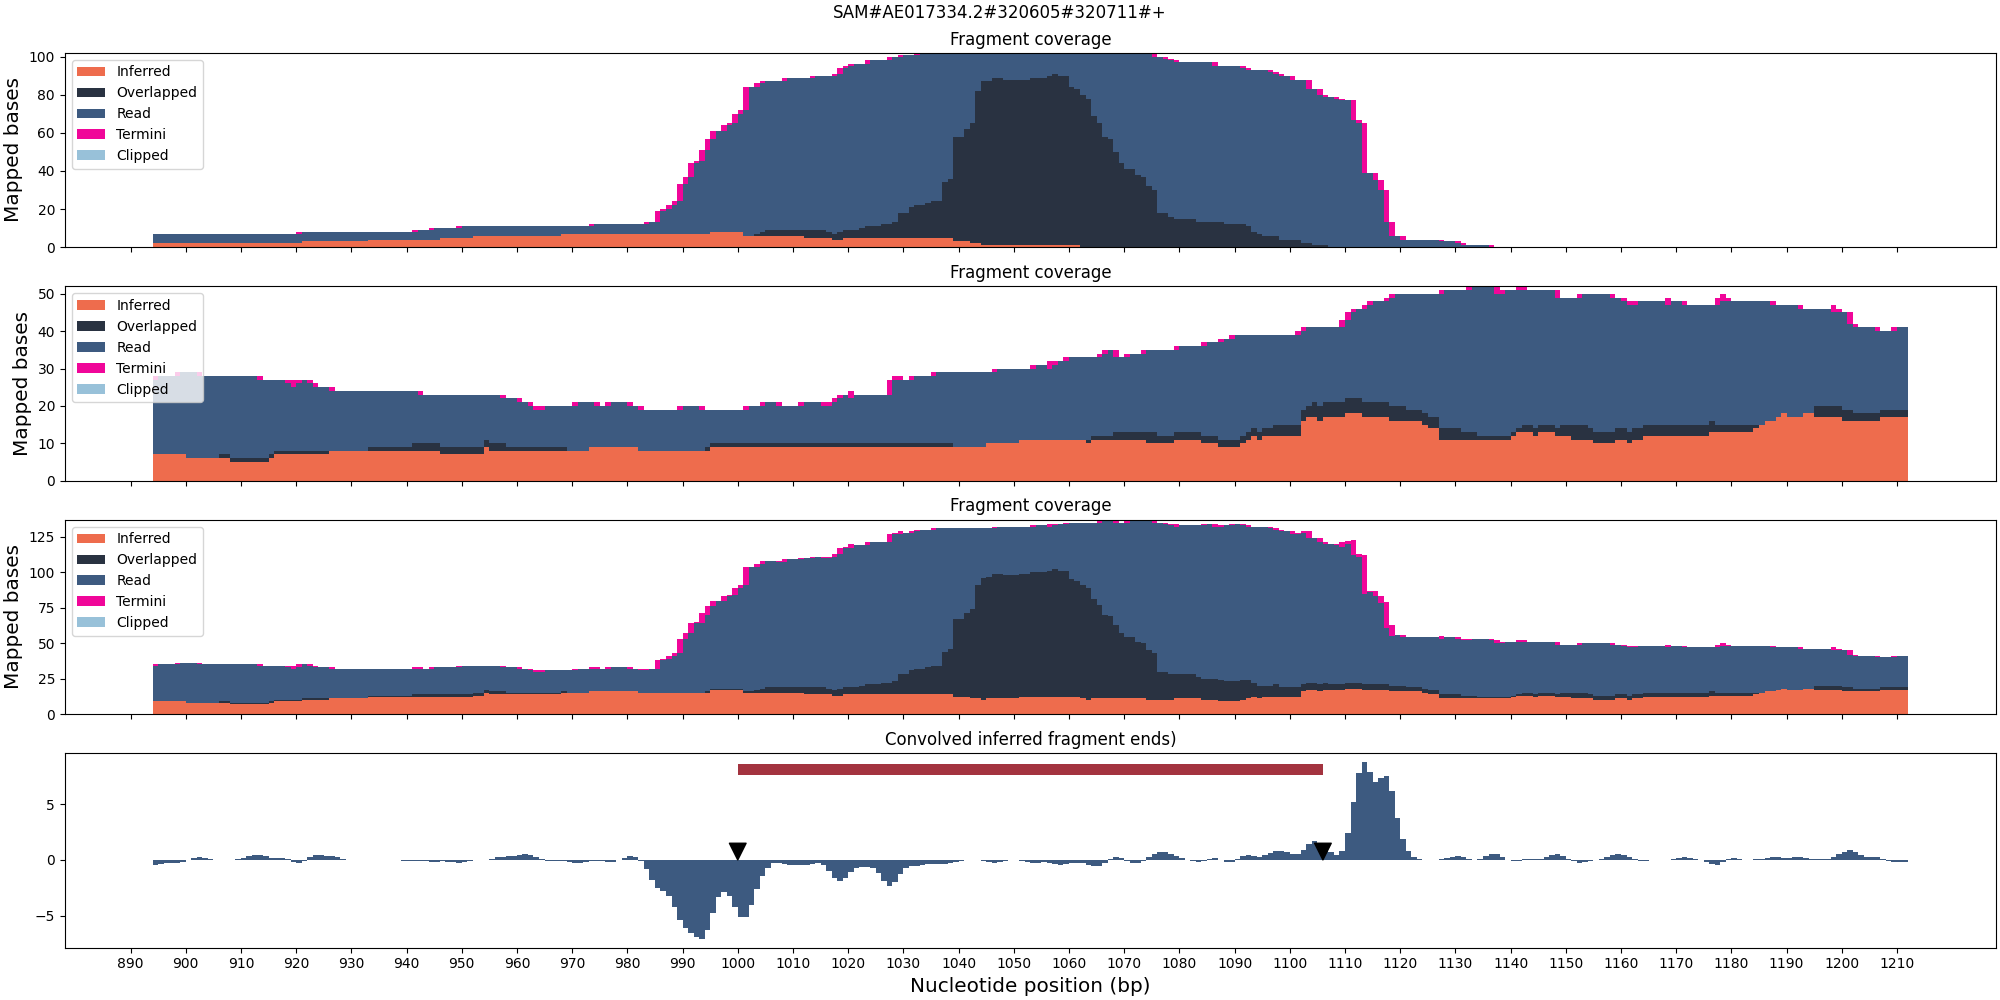 SAM#AE017334.2#320605#320711#+
Fragment coverage
Mapped bases
100
80
60
40
20
0
Inferred
Overlapped
Read
Termini
Clipped
Fragment coverage
Mapped bases
50
40
30
20
10
0
Inferred
Overlapped
Read
Termini
Clipped
Fragment coverage
Mapped bases
125
100
75
50
25
0
Inferred
Overlapped
Read
Termini
Clipped
Convolved inferred fragment ends)
5
0
−5
890 900 910 920 930 940 950 960 970 980 990 1000 1010 1020 1030 1040 1050 1060 1070 1080 1090 1100 1110 1120 1130 1140 1150 1160 1170 1180 1190 1200 1210
Nucleotide position (bp)